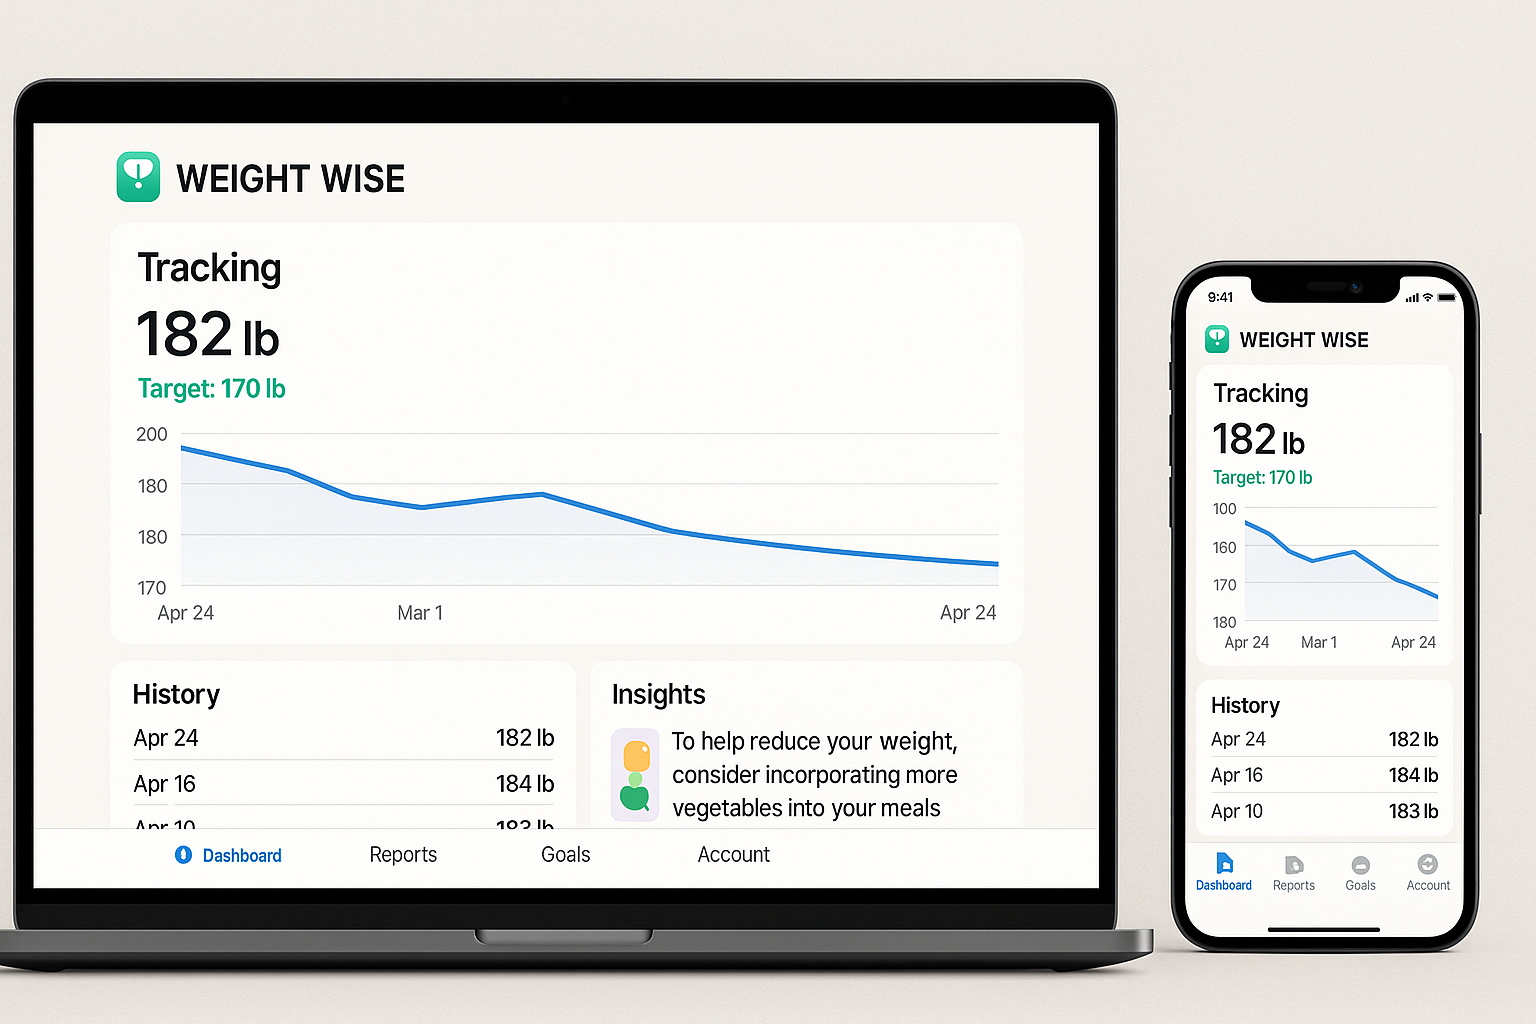 WEIGHT WISE
Tracking
182 lb
Target: 170 lb
200
180
180
170
Apr 24
Mar 1
Apr 24
History
Apr 24 182 lb
Apr 16 184 lb
Apr 10 183 lb
Insights
To help reduce your weight,
consider incorporating more
vegetables into your meals
Dashboard
Reports
Goals
Account
9:41
WEIGHT WISE
Tracking
182 lb
Target: 170 lb
100
160
170
180
Apr 24
Mar 1
Apr 24
History
Apr 24 182 lb
Apr 16 184 lb
Apr 10 183 lb
Dashboard
Reports
Goals
Account